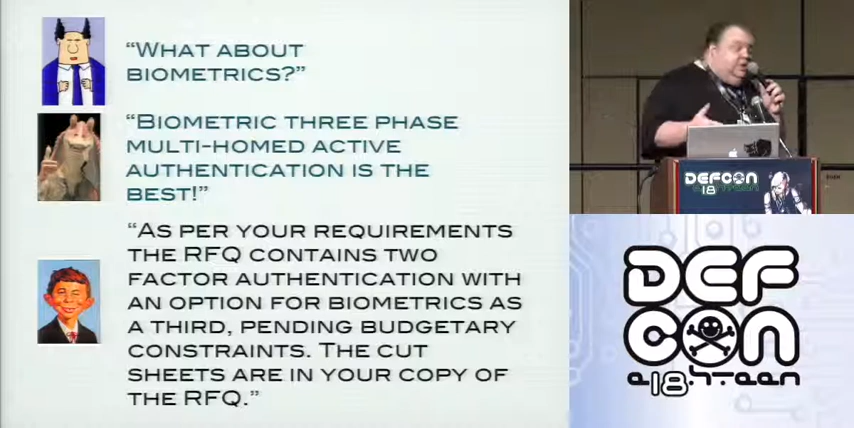 “WHAT ABOUT
BIOMETRICS?”
“BIOMETRIC THREE PHASE
MULTI-HOMED ACTIVE
AUTHENTICATION IS THE
BEST!”
“AS PER YOUR REQUIREMENTS
THE RFQ CONTAINS TWO
FACTOR AUTHENTICATION WITH
AN OPTION FOR BIOMETRICS AS
A THIRD, PENDING BUDGETARY
CONSTRAINTS. THE CUT
SHEETS ARE IN YOUR COPY OF
THE RFQ.”
DEFCON
18
DEF
CON
e18hteen